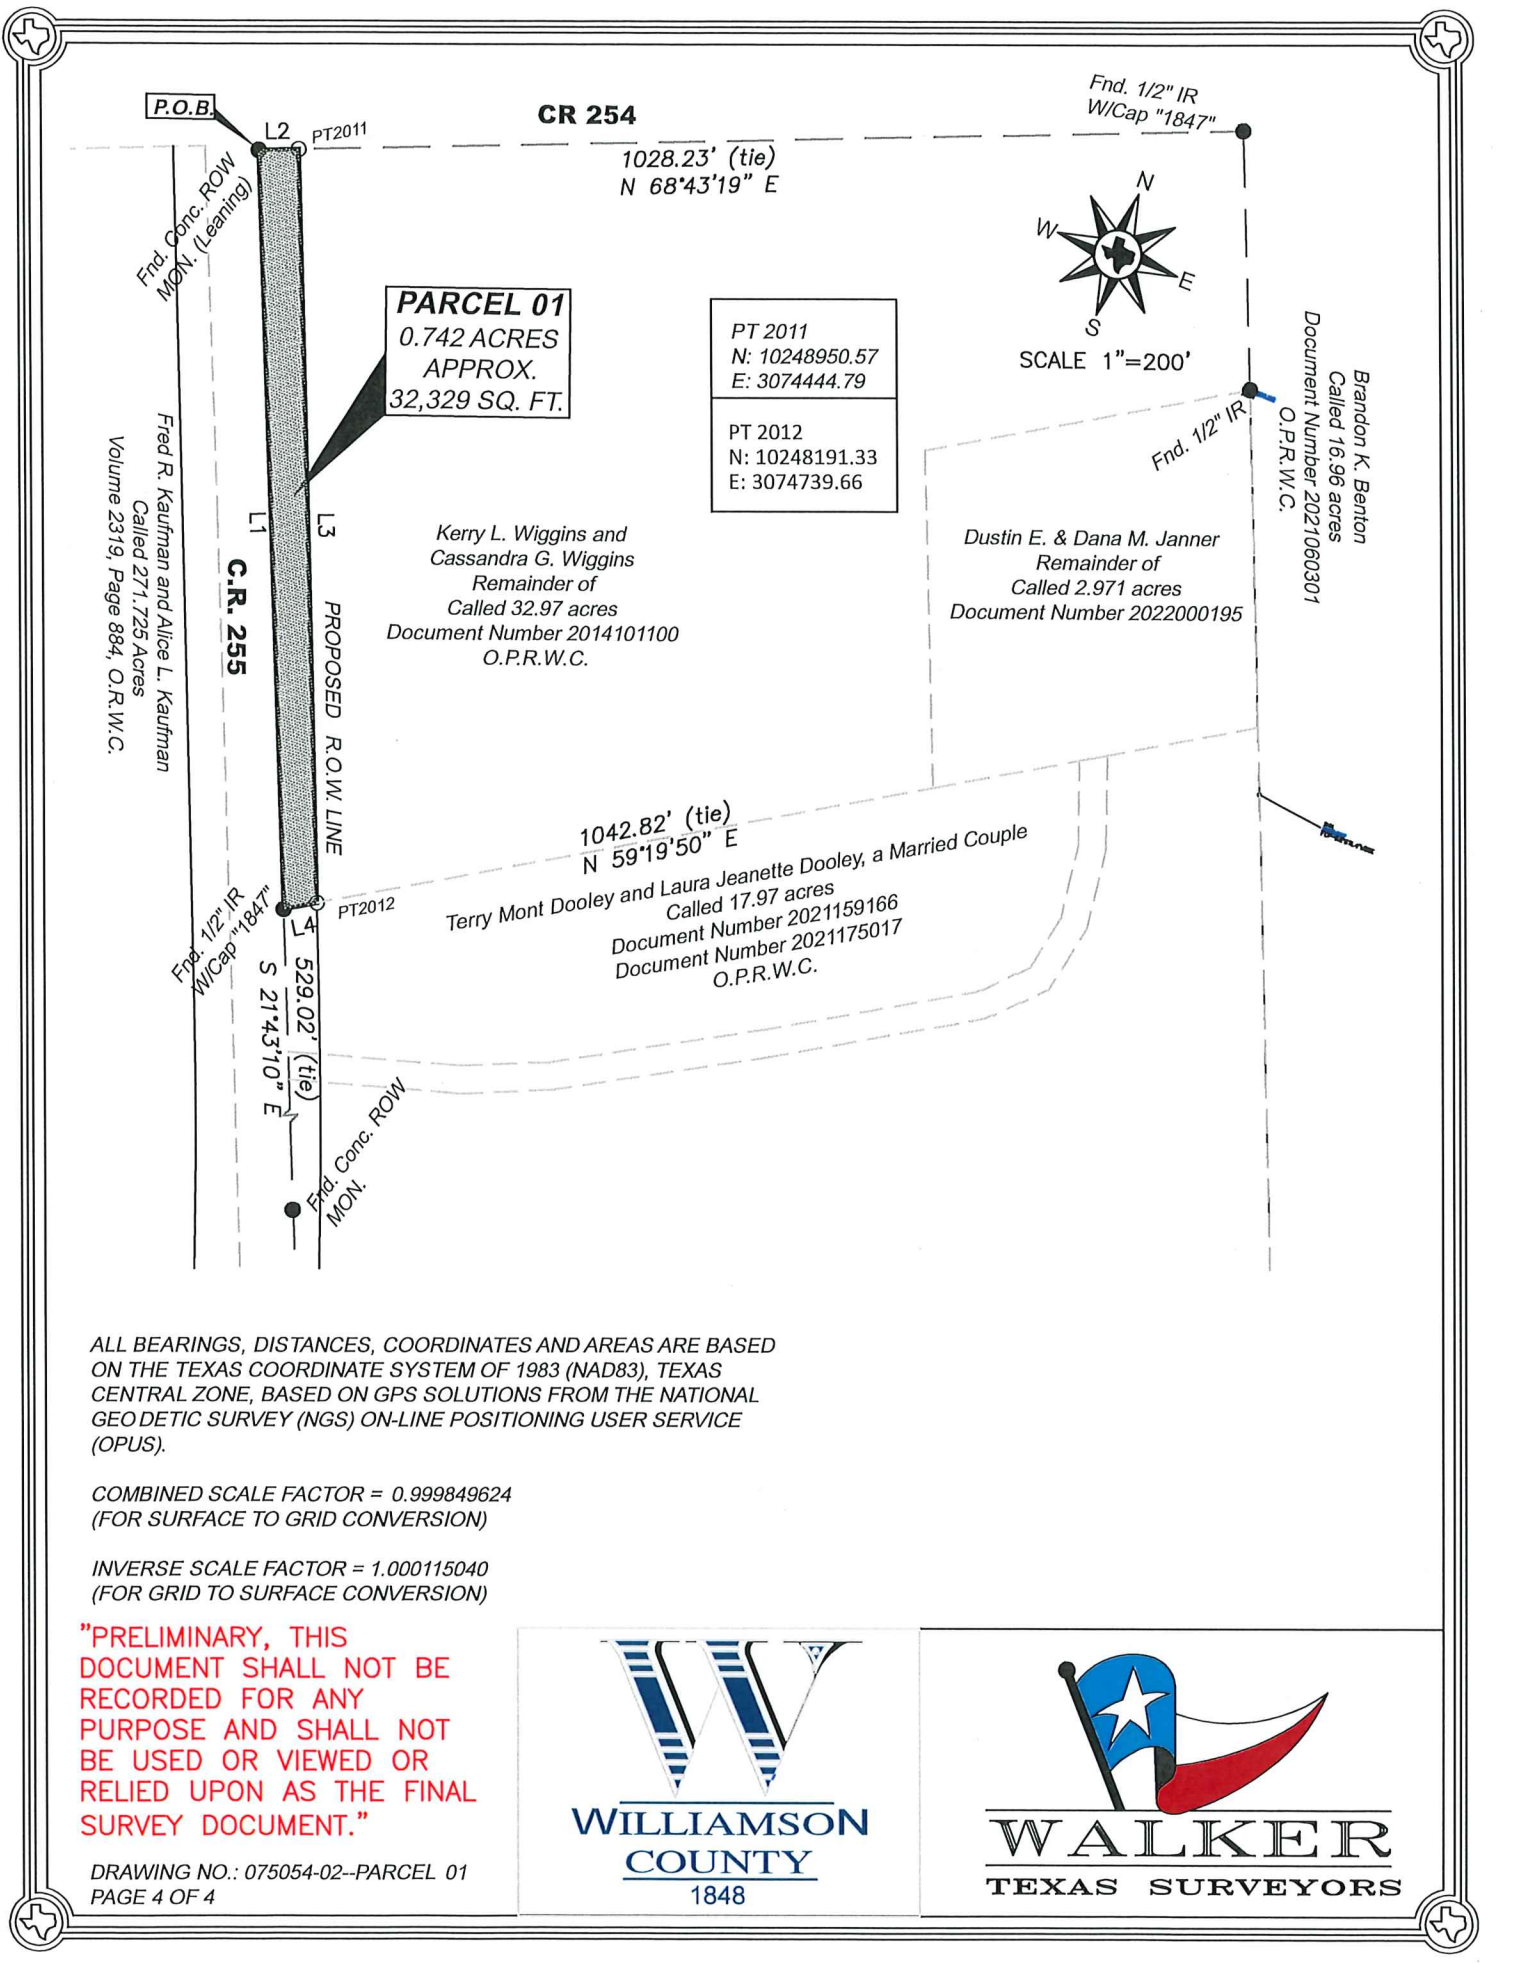 P.O.B.
L2
PT2011
CR 254
Fnd. 1/2" IR
W/Cap "1847"
1028.23' (tie)
N 68°43'19" E
Fnd. Conc. ROW
MON. (Leaning)
N
W
E
S
SCALE 1"=200'
PARCEL 01
0.742 ACRES
APPROX.
32,329 SQ. FT.
PT 2011
N: 10248950.57
E: 3074444.79
PT 2012
N: 10248191.33
E: 3074739.66
Fnd. 1/2" IR
Brandon K. Benton
Called 16.96 acres
Document Number 2021060301
O.P.R.W.C.
Fred R. Kaufman and Alice L. Kaufman
Called 271.725 Acres
Volume 2319, Page 884, O.R.W.C.
C.R. 255
L1
L3
PROPOSED R.O.W. LINE
Kerry L. Wiggins and
Cassandra G. Wiggins
Remainder of
Called 32.97 acres
Document Number 2014101100
O.P.R.W.C.
Dustin E. & Dana M. Janner
Remainder of
Called 2.971 acres
Document Number 2022000195
1042.82' (tie)
N 59°19'50" E
Terry Mont Dooley and Laura Jeanette Dooley, a Married Couple
Called 17.97 acres
Document Number 2021159166
Document Number 2021175017
O.P.R.W.C.
Fnd. 1/2" IR
W/Cap "1847"
L4
PT2012
529.02' (tie)
S 21°43'10" E
Fnd. Conc. ROW
MON.
ALL BEARINGS, DISTANCES, COORDINATES AND AREAS ARE BASED
ON THE TEXAS COORDINATE SYSTEM OF 1983 (NAD83), TEXAS
CENTRAL ZONE, BASED ON GPS SOLUTIONS FROM THE NATIONAL
GEODETIC SURVEY (NGS) ON-LINE POSITIONING USER SERVICE
(OPUS).
COMBINED SCALE FACTOR = 0.999849624
(FOR SURFACE TO GRID CONVERSION)
INVERSE SCALE FACTOR = 1.000115040
(FOR GRID TO SURFACE CONVERSION)
"PRELIMINARY, THIS
DOCUMENT SHALL NOT BE
RECORDED FOR ANY
PURPOSE AND SHALL NOT
BE USED OR VIEWED OR
RELIED UPON AS THE FINAL
SURVEY DOCUMENT."
DRAWING NO.: 075054-02--PARCEL 01
PAGE 4 OF 4
WILLIAMSON
COUNTY
1848
WALKER
TEXAS SURVEYORS